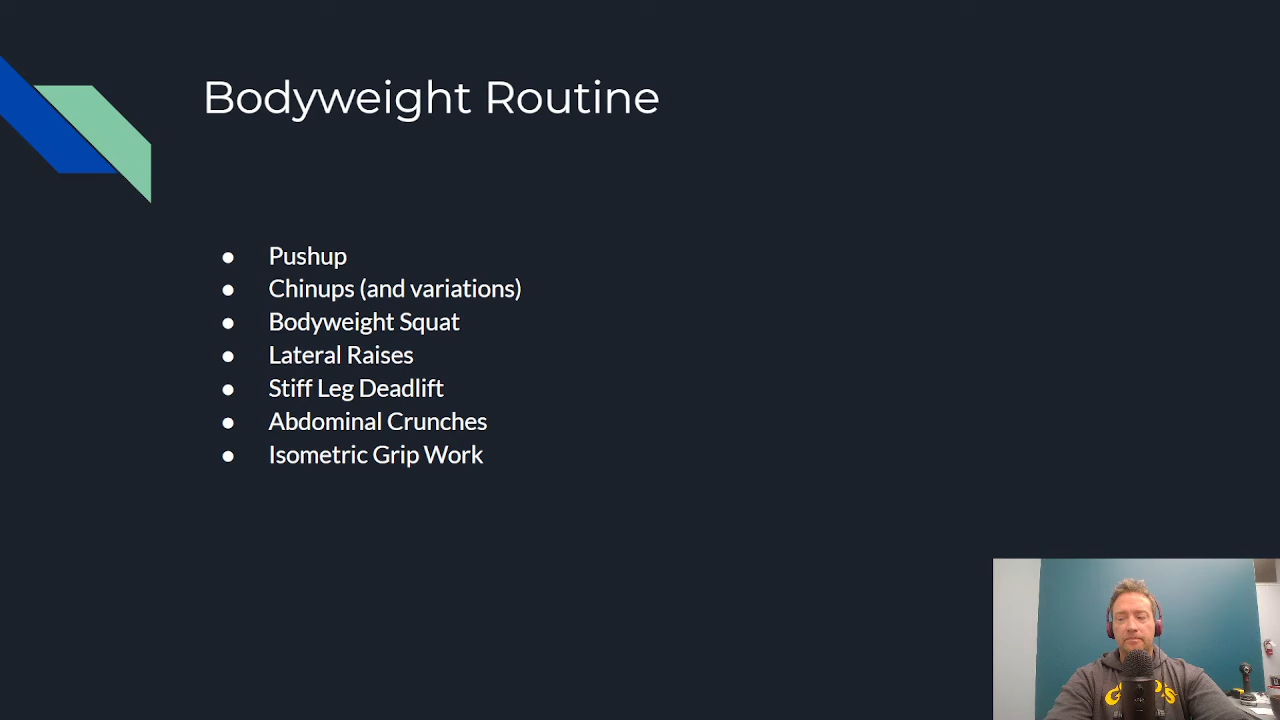 Bodyweight Routine
● Pushup
● Chinups (and variations)
● Bodyweight Squat
● Lateral Raises
● Stiff Leg Deadlift
● Abdominal Crunches
● Isometric Grip Work